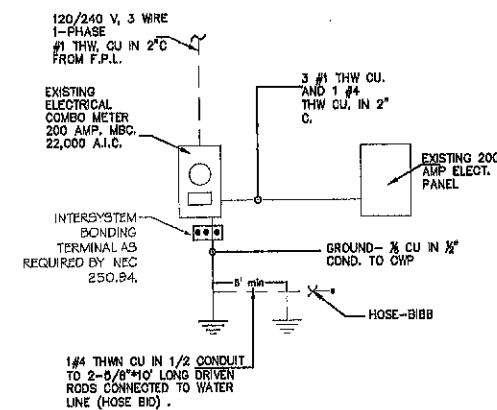 120/240 V, 3 WIRE
1-PHASE
#1 THW, CU IN 2"C
FROM F.P.L.
EXISTING
ELECTRICAL
COMBO METER
200 AMP, MBC.
22,000 A.I.C.
3 #1 THW CU.
AND 1 #4
THW CU. IN 2"
C.
EXISTING 200
AMP ELECT.
PANEL
INTERSYSTEM
BONDING
TERMINAL AS
REQUIRED BY NEC
250.94.
GROUND- CU IN ½"
COND. TO CWP
min
HOSE-BIBB
1#4 THWN CU IN 1/2 CONDUIT
TO 2-5/8"*10' LONG DRIVEN
RODS CONNECTED TO WATER
LINE (HOSE BID) .